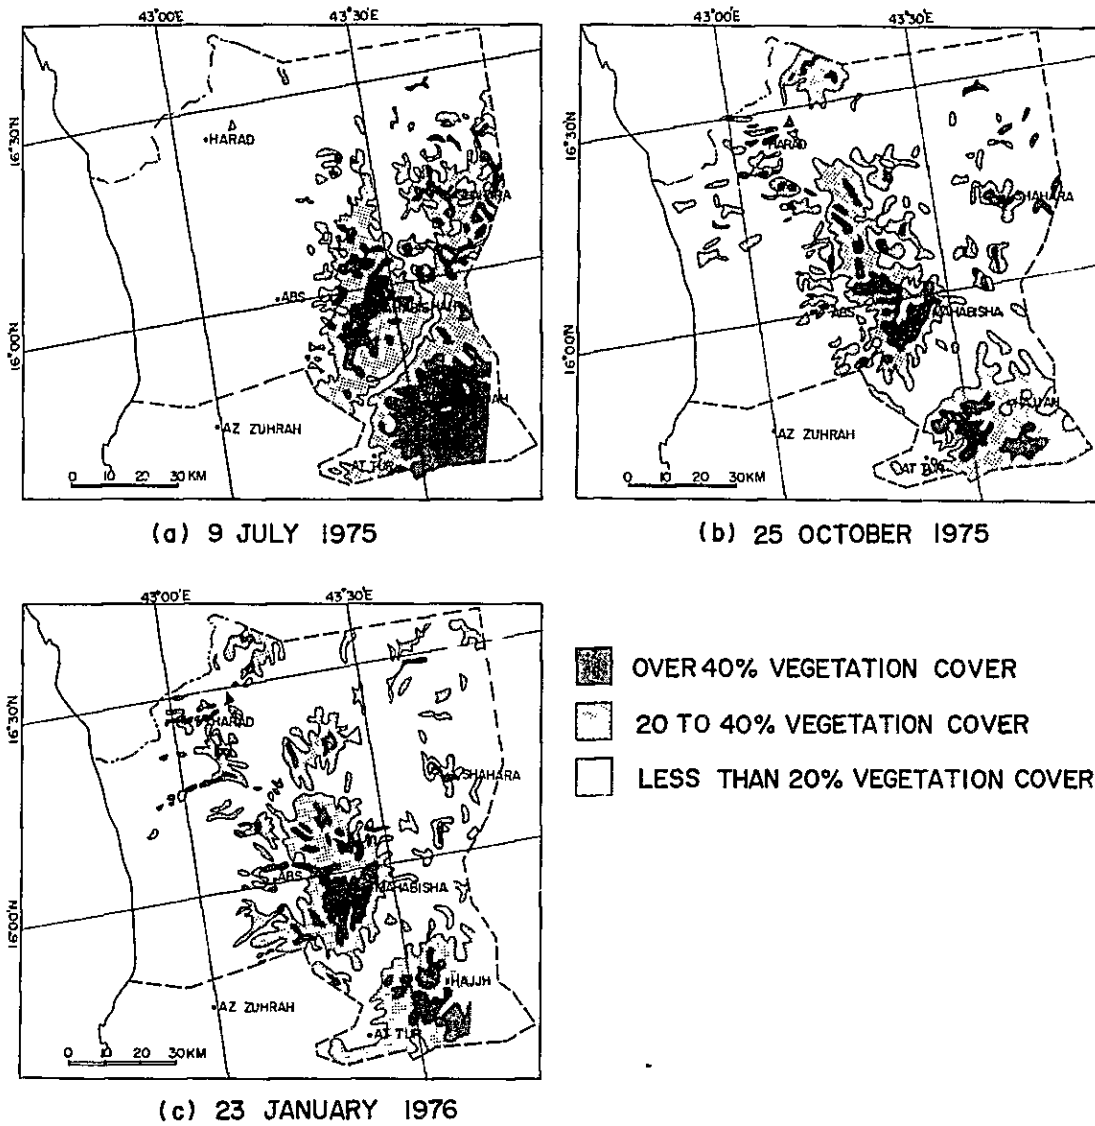 43°00'E 43°30'E
16°30'N
HARAD
ABS
16°00'N
AZ ZUHRAH
AT TUR
0 10 20 30 KM
(a) 9 JULY 1975
43°00'E 43°30'E
16°30'N
HARAD
SHAHARA
ABS
MAHABISHA
16°00'N
AZ ZUHRAH
0 10 20 30 KM
(b) 25 OCTOBER 1975
43°00'E 43°30'E
16°30'N
HARAD
SHAHARA
ABS
MAHABISHA
16°00'N
HAJJH
AZ ZUHRAH
AT TUR
0 10 20 30 KM
(c) 23 JANUARY 1976
OVER 40% VEGETATION COVER
20 TO 40% VEGETATION COVER
LESS THAN 20% VEGETATION COVER